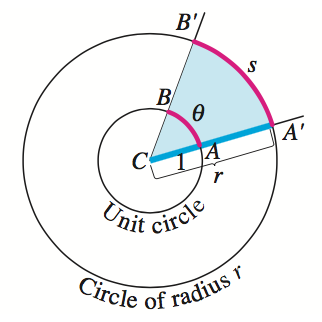 B'
s
B
θ
A'
C
1
A
r
Unit circle
Circle of radius r